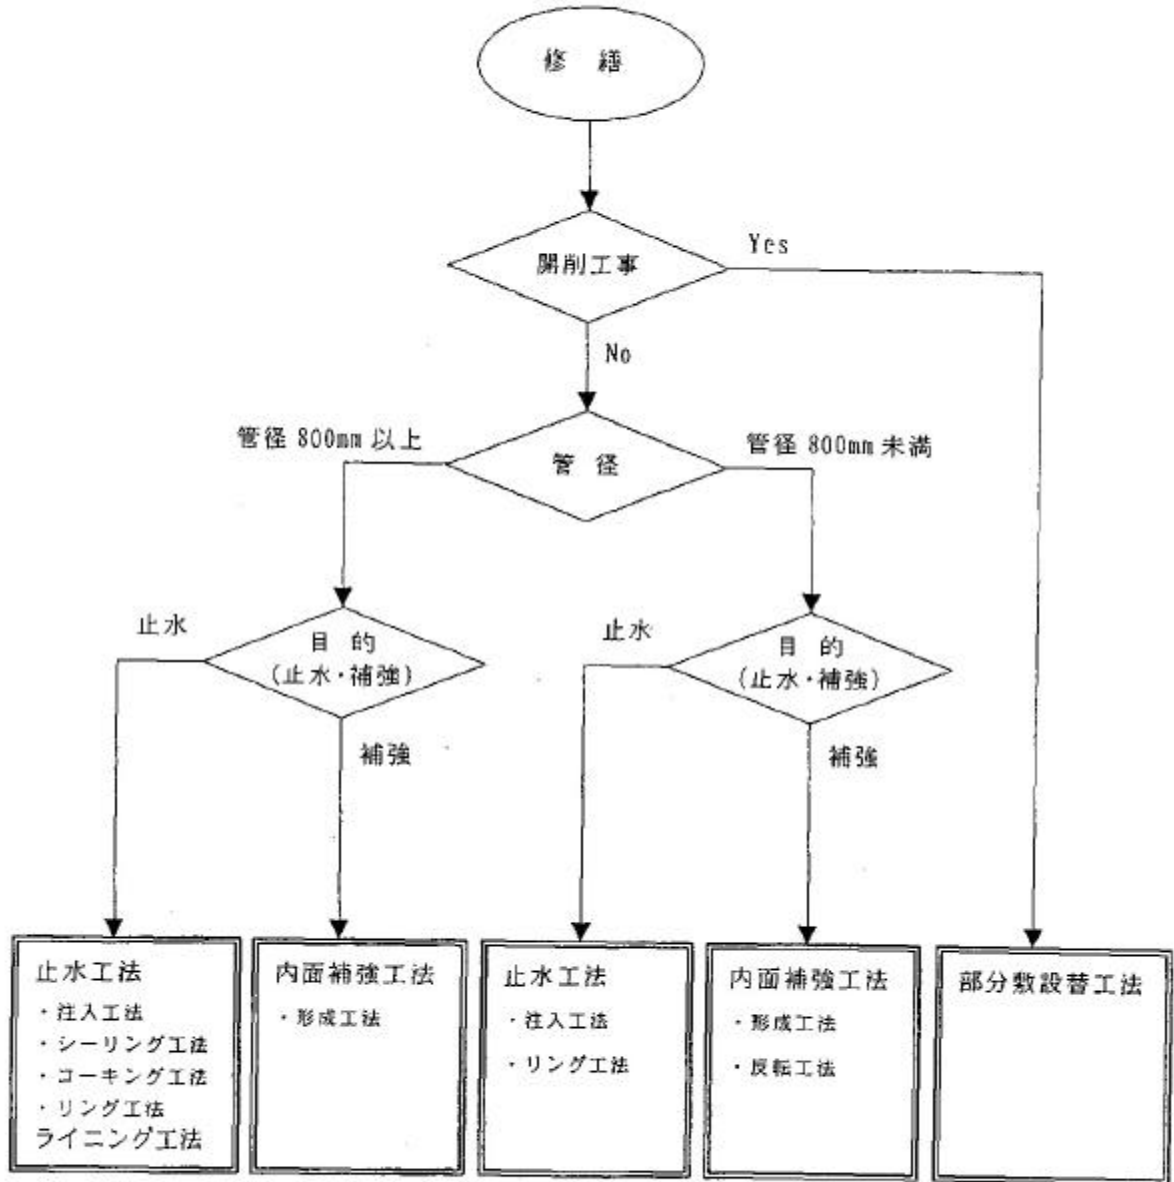 修 繕
開削工事
Yes
No
管径 800mm 以上
管 径
管径 800mm 未満
止水
目 的
(止水・補強)
補強
止水
目 的
(止水・補強)
補強
止水工法
・注入工法
・シーリング工法
・コーキング工法
・リング工法
ライニング工法
内面補強工法
・形成工法
止水工法
・注入工法
・リング工法
内面補強工法
・形成工法
・反転工法
部分敷設替工法